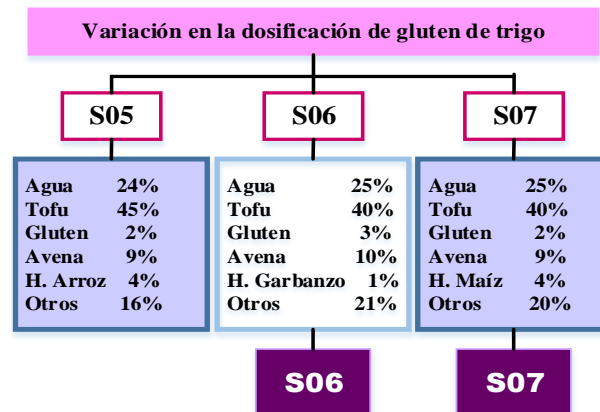 Variación en la dosificación de gluten de trigo
S05
Agua 24%
Tofu 45%
Gluten 2%
Avena 9%
H. Arroz 4%
Otros 16%
S06
Agua 25%
Tofu 40%
Gluten 3%
Avena 10%
H. Garbanzo 1%
Otros 21%
S07
Agua 25%
Tofu 40%
Gluten 2%
Avena 9%
H. Maíz 4%
Otros 20%
S06
S07